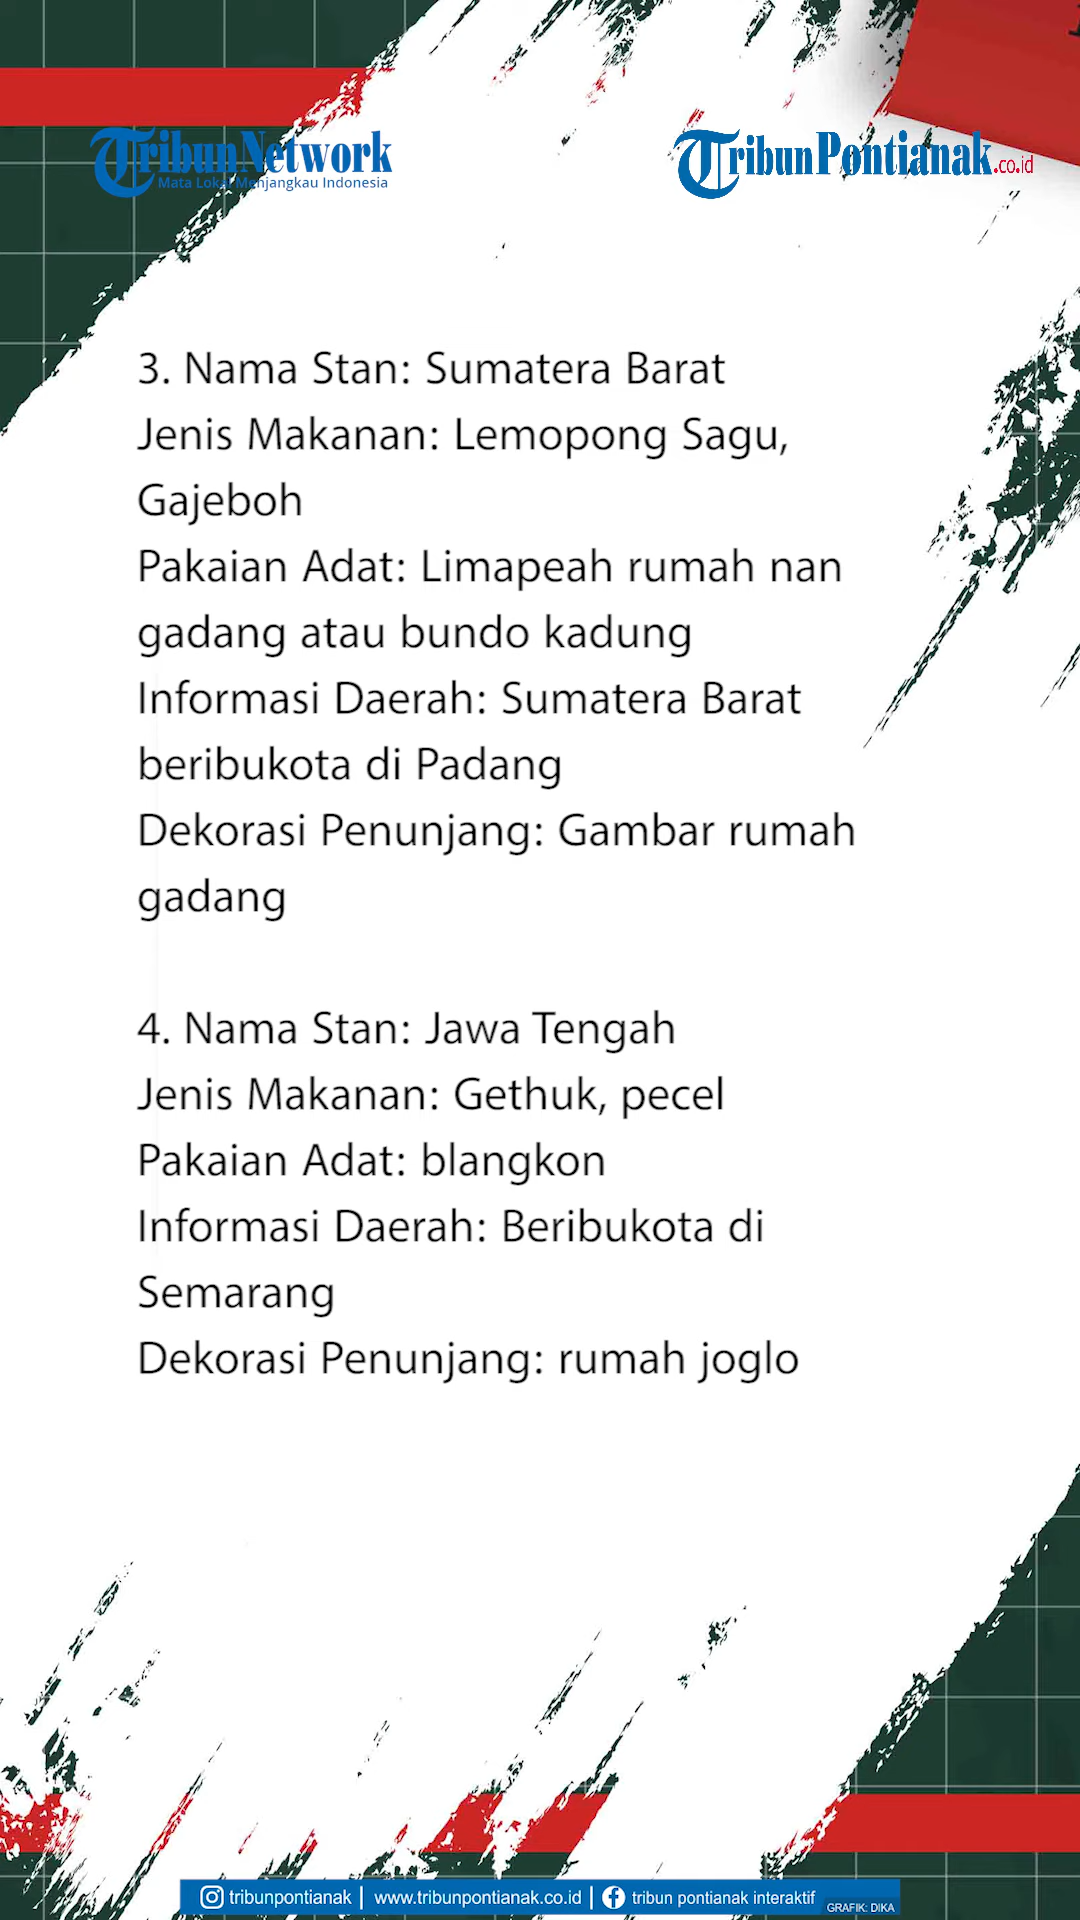 TribunNetwork
Mata Lokal Menjangkau Indonesia
TribunPontianak.co.id
3. Nama Stan: Sumatera Barat
Jenis Makanan: Lemopong Sagu,
Gajeboh
Pakaian Adat: Limapeah rumah nan
gadang atau bundo kadung
Informasi Daerah: Sumatera Barat
beribukota di Padang
Dekorasi Penunjang: Gambar rumah
gadang
4. Nama Stan: Jawa Tengah
Jenis Makanan: Gethuk, pecel
Pakaian Adat: blangkon
Informasi Daerah: Beribukota di
Semarang
Dekorasi Penunjang: rumah joglo
tribunpontianak | www.tribunpontianak.co.id | tribun pontianak interaktif
GRAFIK: DIKA